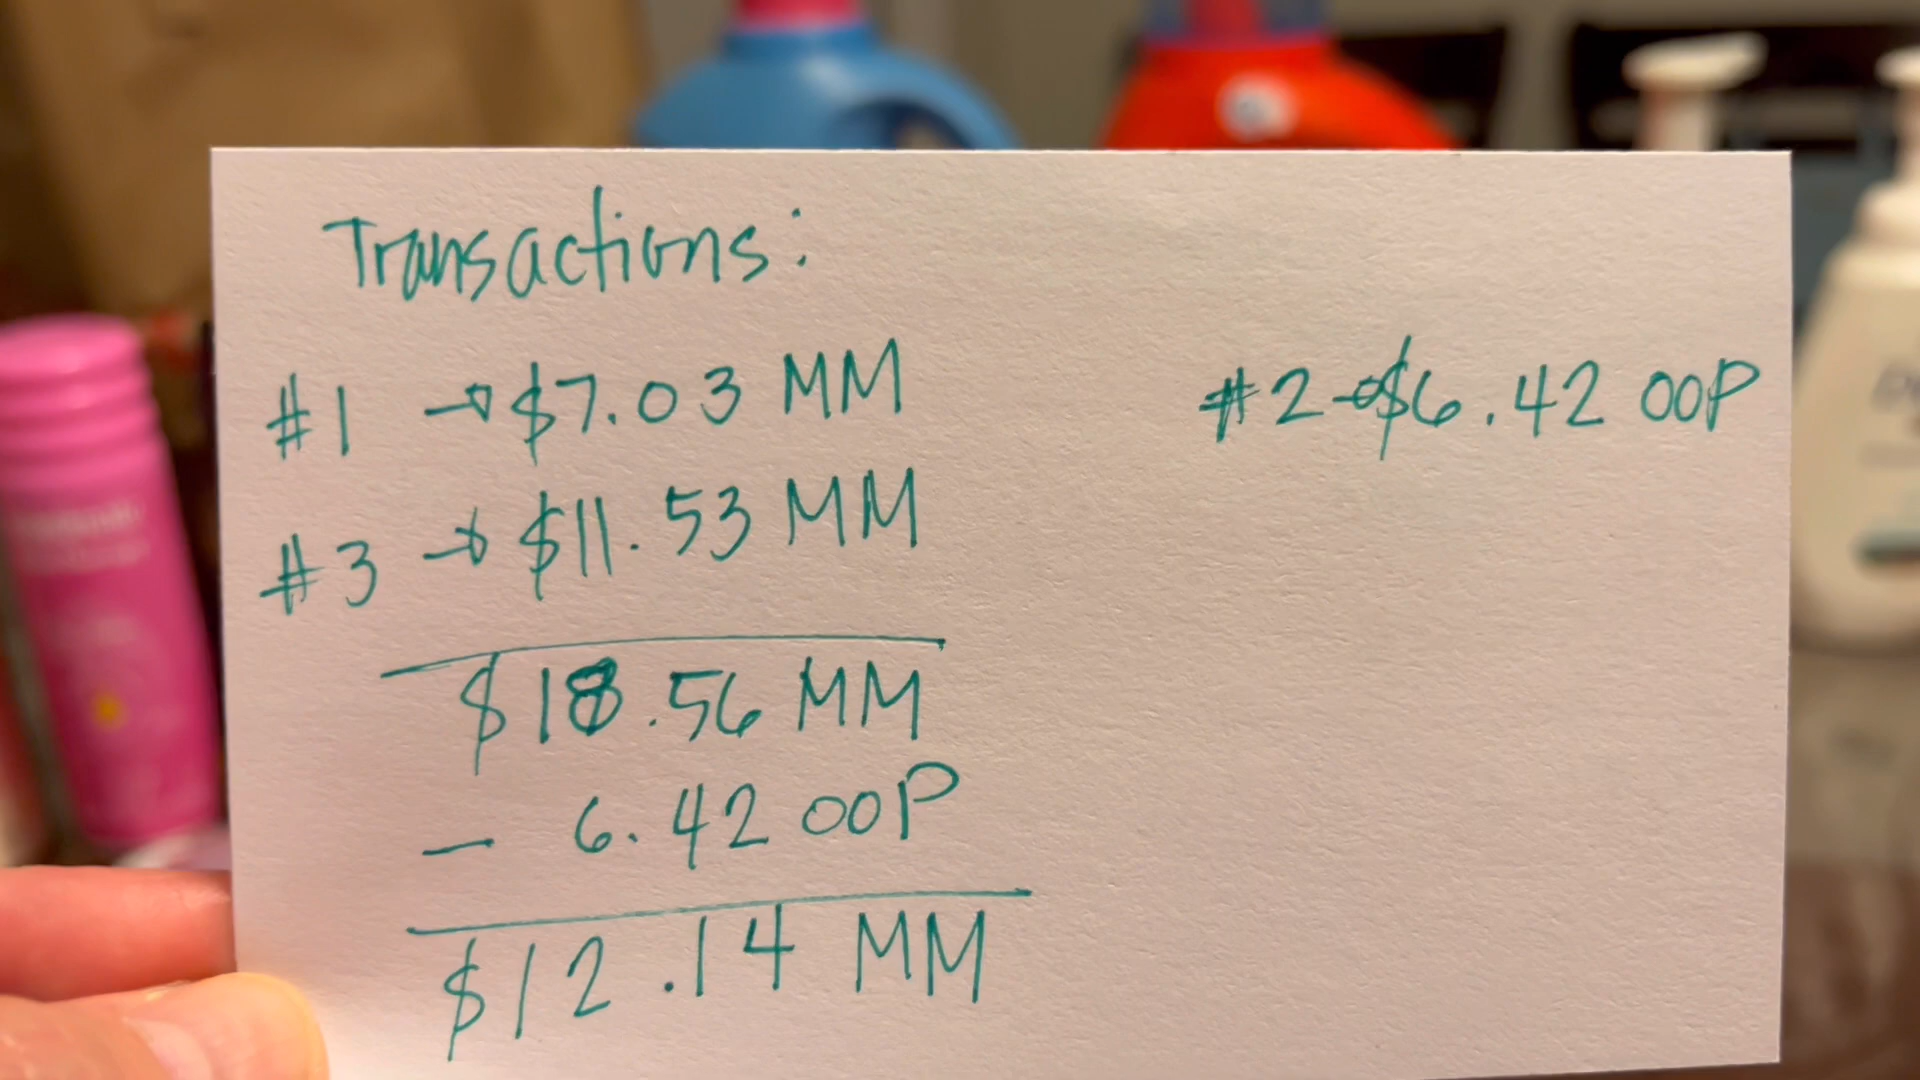 Transactions:
#1 → $7.03 MM
#2 → $6.42 OOP
#3 → $11.53 MM
$18.56 MM
- 6.42 OOP
$12.14 MM